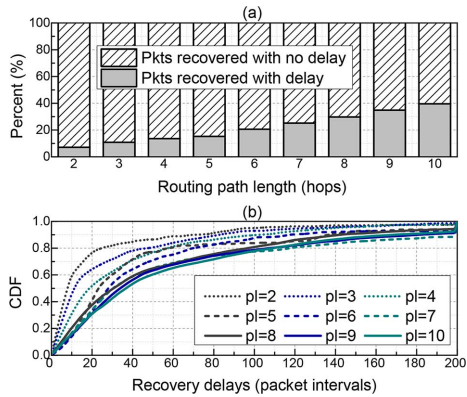 (a)
100
80
60
40
20
0
Percent (%)
Pkts recovered with no delay
Pkts recovered with delay
2 3 4 5 6 7 8 9 10
Routing path length (hops)
(b)
1.0
0.8
0.6
0.4
0.2
0.0
CDF
pl=2 pl=3 pl=4
pl=5 pl=6 pl=7
pl=8 pl=9 pl=10
0 20 40 60 80 100 120 140 160 180 200
Recovery delays (packet intervals)